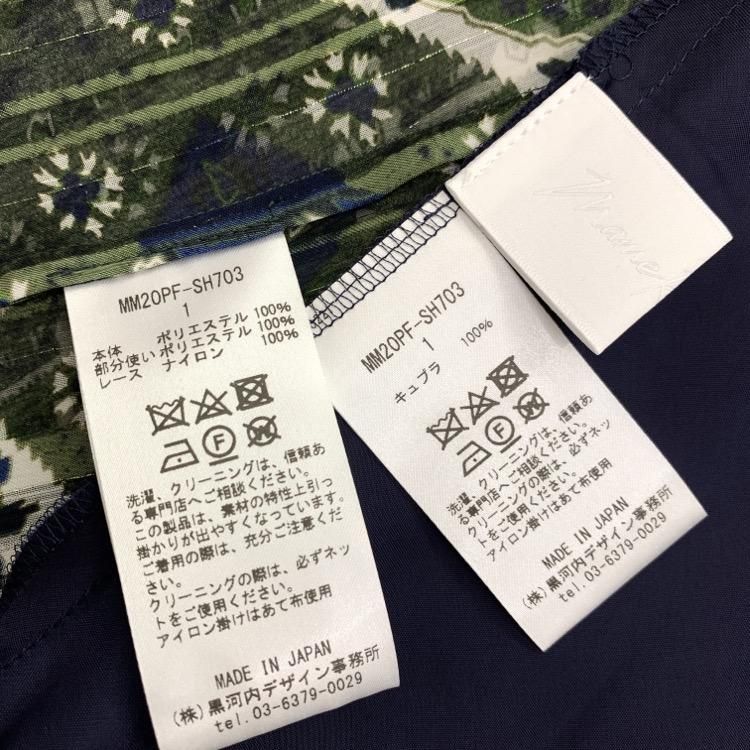 MM20PF-SH703
1
本体 ポリエステル 100%
部分使い ポリエステル 100%
レース ナイロン 100%
F W
洗濯、クリーニングは、信頼あ
る専門店へご相談ください。
この製品は、素材の特性上引っ
掛かりが出やすくなっています。
ご着用の際は、充分ご注意くだ
さい。
クリーニングの際は、必ずネッ
トをご使用ください。
アイロン掛けはあて布使用
MADE IN JAPAN
(株)黒河内デザイン事務所
tel. 03-6379-0029
MM20PF-SH703
1
キュプラ 100%
F W
洗濯、クリーニングは、信頼あ
る専門店へご相談ください。
クリーニングの際は、必ずネッ
トをご使用ください。
アイロン掛けはあて布使用
MADE IN JAPAN
(株)黒河内デザイン事務所
tel. 03-6379-0029
Mame